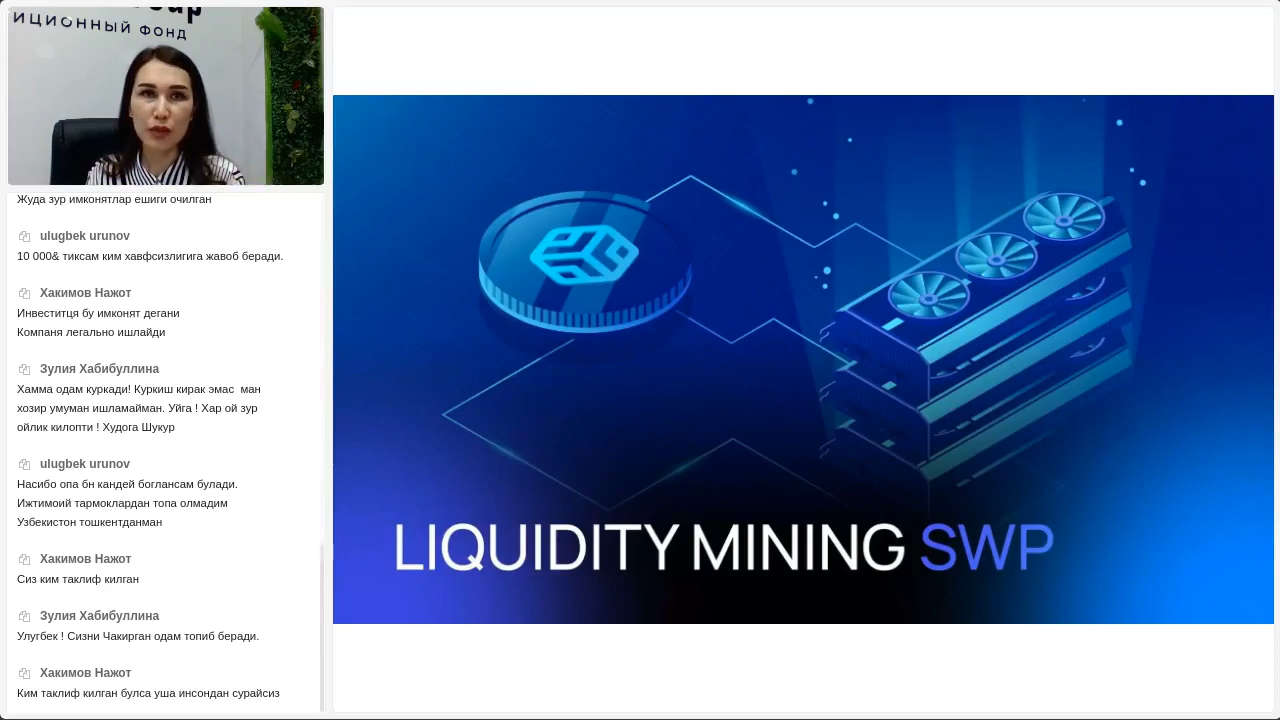 ИЦИОННЫЙ ФОНД
Жуда зур имконятлар ешиги очилган
ulugbek urunov
10 000& тиксам ким хавфсизлигига жавоб беради.
Хакимов Нажот
Инвеститця бу имконят дегани
Компаня легально ишлайди
Зулия Хабибуллина
Хамма одам куркади! Куркиш кирак эмас  ман
хозир умуман ишламайман. Уйга ! Хар ой зур
ойлик килопти ! Худога Шукур
ulugbek urunov
Насибо опа бн кандей боглансам булади.
Ижтимоий тармоклардан топа олмадим
Узбекистон тошкентданман
Хакимов Нажот
Сиз ким таклиф килган
Зулия Хабибуллина
Улугбек ! Сизни Чакирган одам топиб беради.
Хакимов Нажот
Ким таклиф килган булса уша инсондан сурайсиз
LIQUIDITY MINING SWP